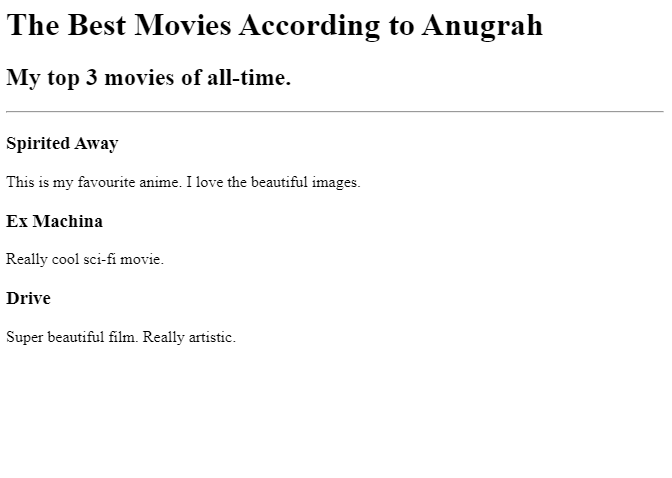 The Best Movies According to Anugrah
My top 3 movies of all-time.
Spirited Away
This is my favourite anime. I love the beautiful images.
Ex Machina
Really cool sci-fi movie.
Drive
Super beautiful film. Really artistic.